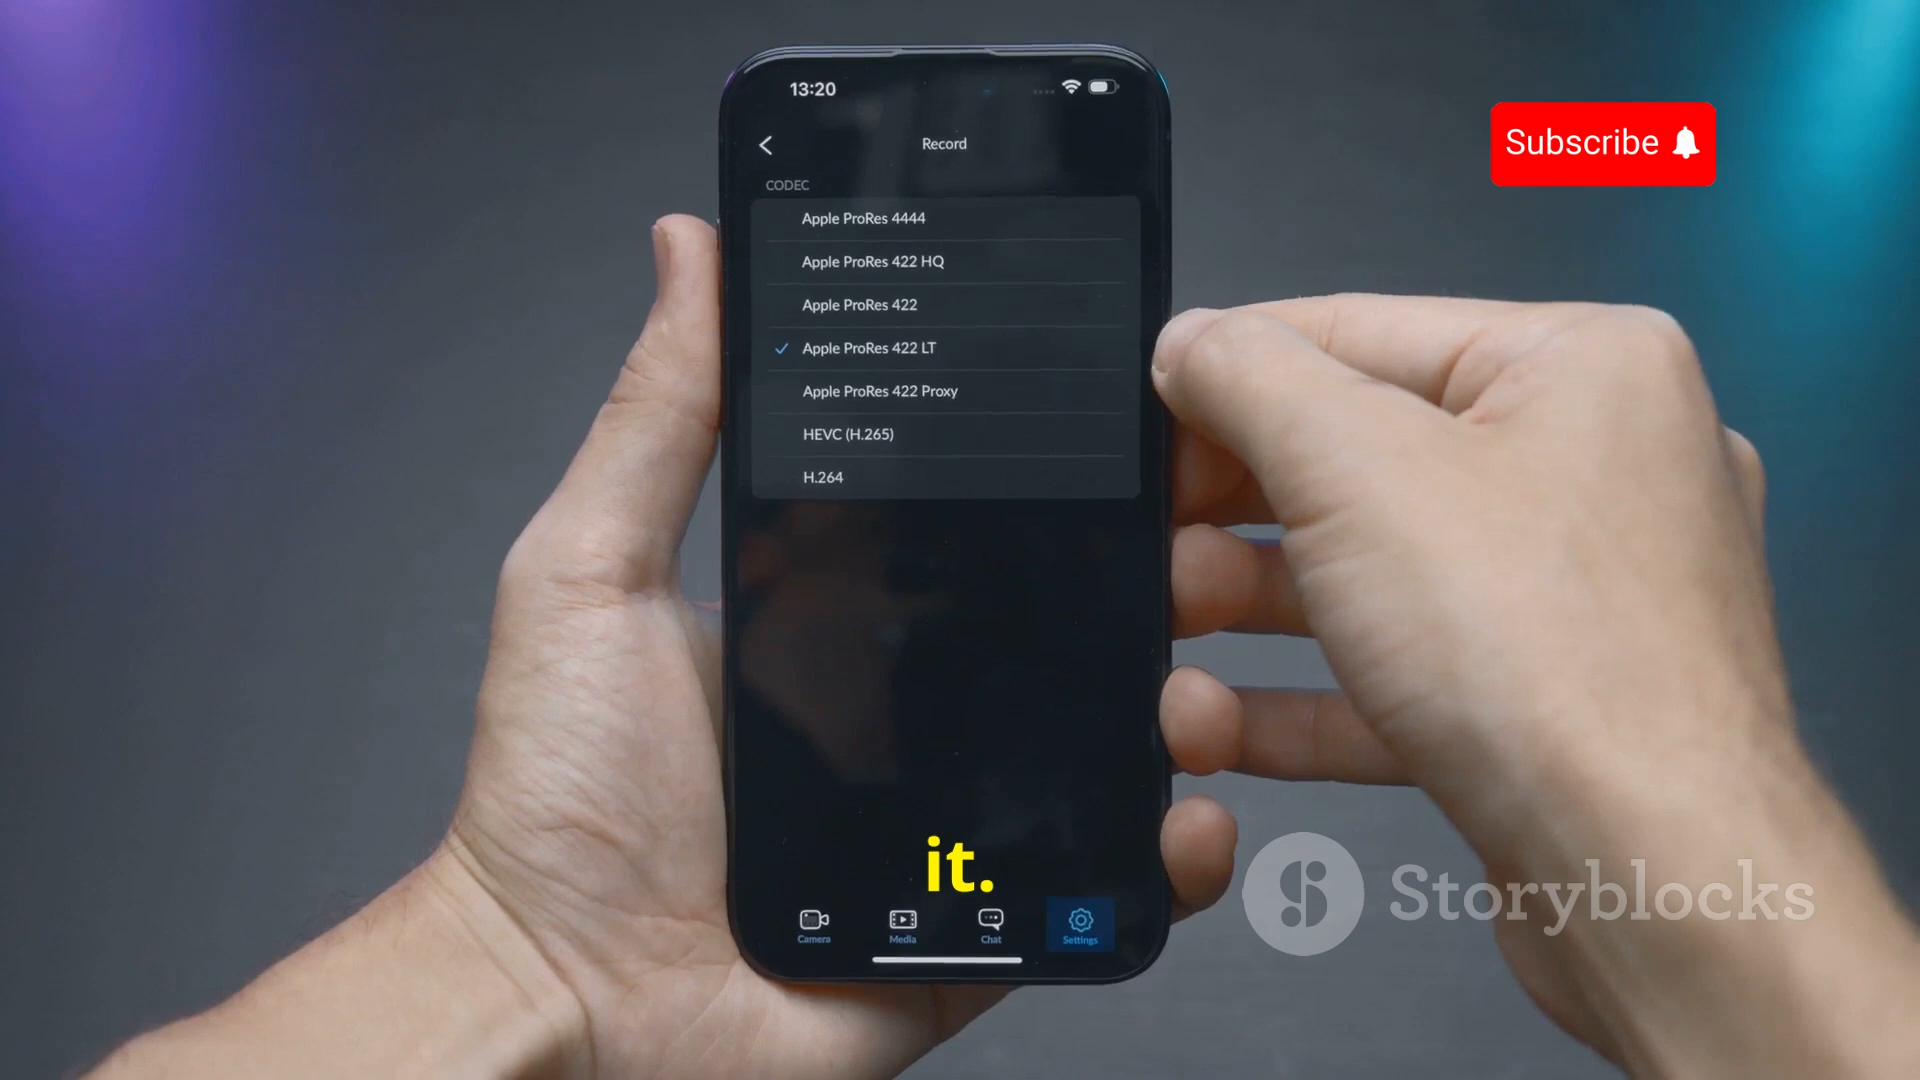 13:20
Record
Subscribe
CODEC
Apple ProRes 4444
Apple ProRes 422 HQ
Apple ProRes 422
Apple ProRes 422 LT
Apple ProRes 422 Proxy
HEVC (H.265)
H.264
it.
Storyblocks
Camera
Media
Chat
Settings